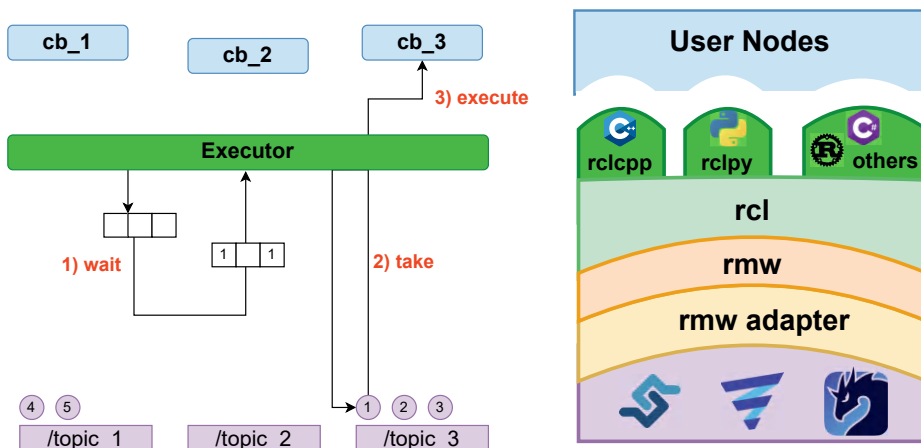 cb_1
cb_2
cb_3
3) execute
Executor
1 1
1) wait
2) take
4 5
1 2 3
/topic_1
/topic_2
/topic_3
User Nodes
C++
C#
R
rclcpp
rclpy
others
rcl
rmw
rmw adapter